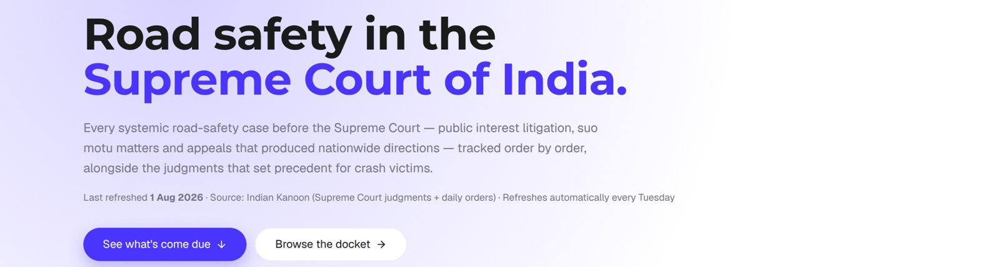 Road safety in the
Supreme Court of India.
Every systemic road-safety case before the Supreme Court — public interest litigation, suo
motu matters and appeals that produced nationwide directions — tracked order by order,
alongside the judgments that set precedent for crash victims.
Last refreshed 1 Aug 2026 · Source: Indian Kanoon (Supreme Court judgments + daily orders) · Refreshes automatically every Tuesday
See what's come due ↓ Browse the docket →